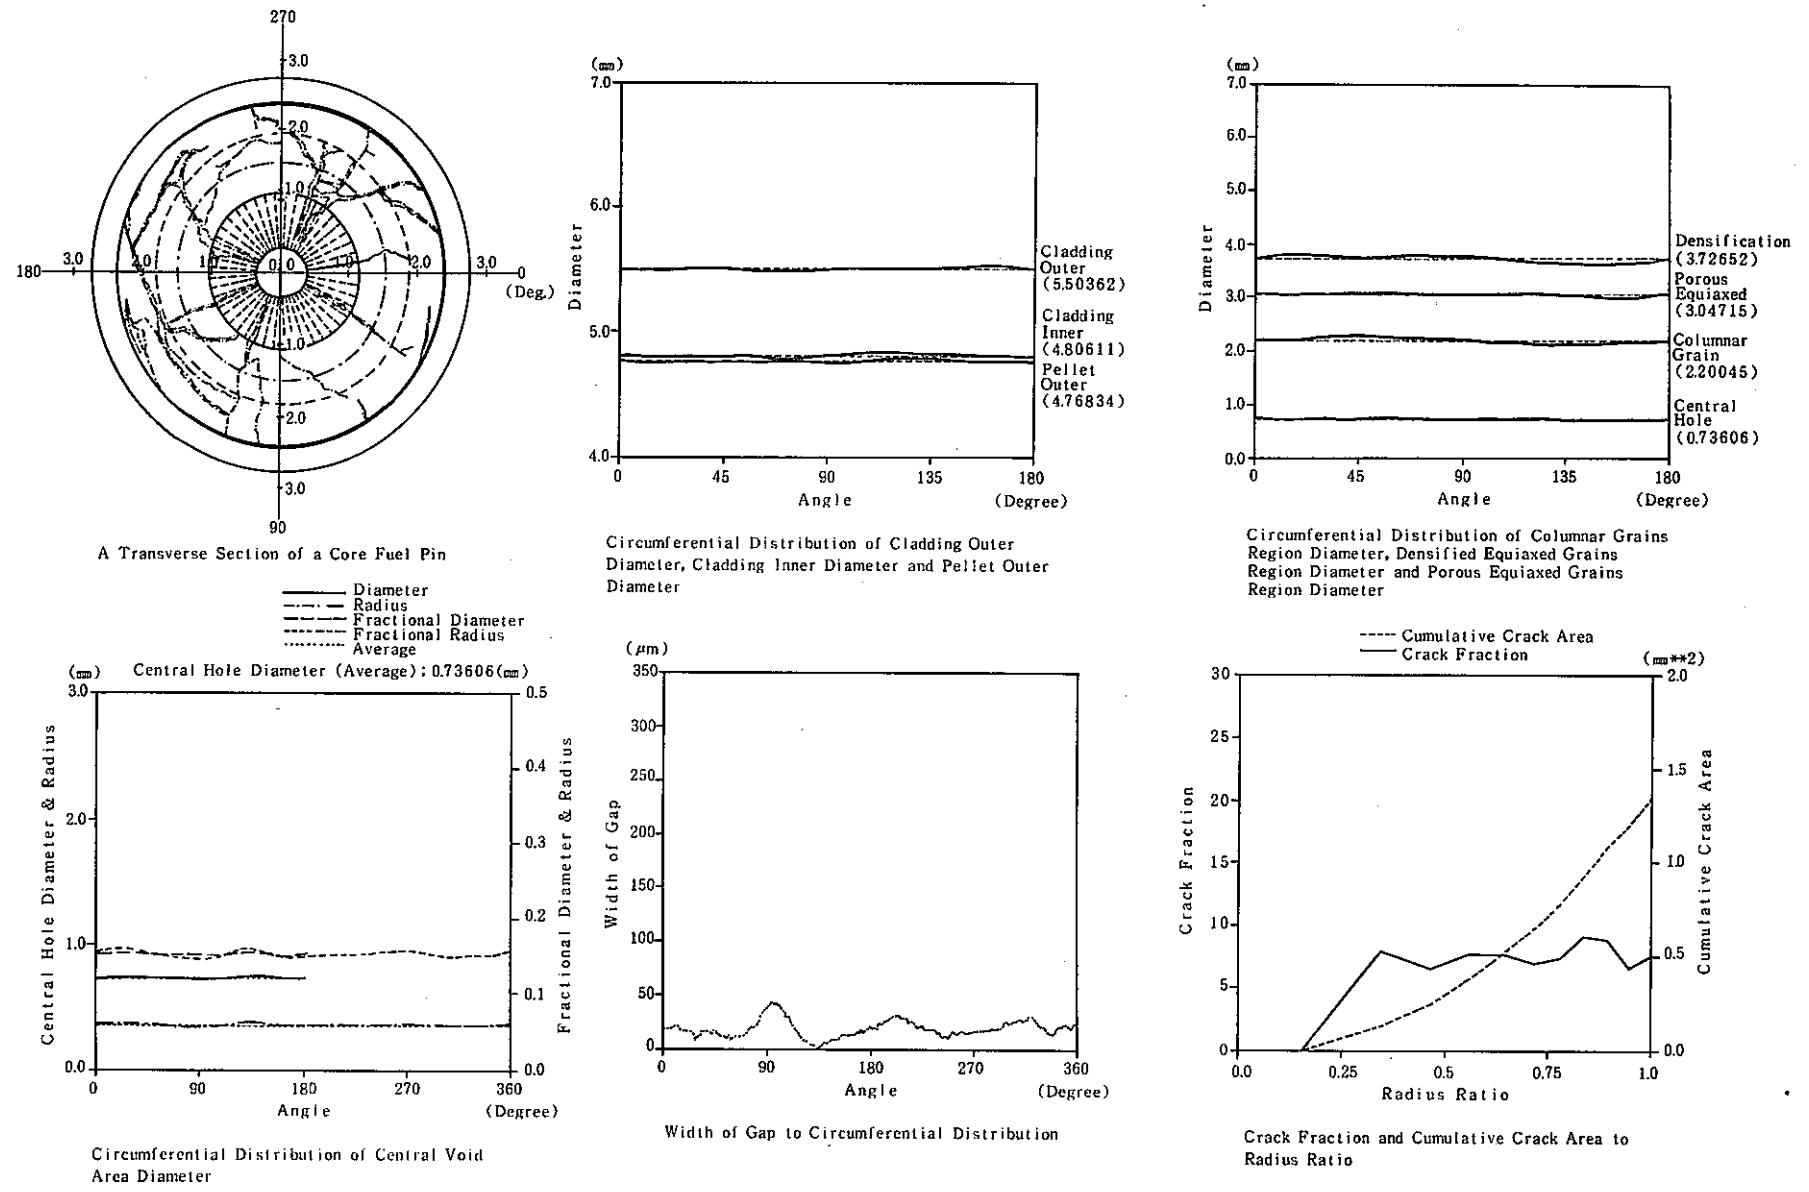 270
3.0
2.0
1.0
180
3.0
2.0
1.0
0.0
1.0
2.0
3.0
0
(Deg.)
1.0
2.0
3.0
90
A Transverse Section of a Core Fuel Pin
(mm)
7.0
6.0
5.0
4.0
Diameter
Cladding
Outer
(5.50362)
Cladding
Inner
(4.80611)
Pellet
Outer
(4.76834)
0 45 90 135 180
Angle (Degree)
Circumferential Distribution of Cladding Outer
Diameter, Cladding Inner Diameter and Pellet Outer
Diameter
(mm)
7.0
6.0
5.0
4.0
3.0
2.0
1.0
0.0
Diameter
Densification
(3.72652)
Porous
Equiaxed
(3.04715)
Columnar
Grain
(2.20045)
Central
Hole
(0.73606)
0 45 90 135 180
Angle (Degree)
Circumferential Distribution of Columnar Grains
Region Diameter, Densified Equiaxed Grains
Region Diameter and Porous Equiaxed Grains
Region Diameter
Diameter
Radius
Fractional Diameter
Fractional Radius
Average
(mm) Central Hole Diameter (Average): 0.73606(mm)
3.0
2.0
1.0
0.0
Central Hole Diameter & Radius
0.5
0.4
0.3
0.2
0.1
0.0
Fractional Diameter & Radius
0 90 180 270 360
Angle (Degree)
Circumferential Distribution of Central Void
Area Diameter
(μm)
350
300
250
200
150
100
50
0
Width of Gap
0 90 180 270 360
Angle (Degree)
Width of Gap to Circumferential Distribution
Cumulative Crack Area
Crack Fraction
(mm**2)
30
25
20
15
10
5
0
Crack Fraction
2.0
1.5
1.0
0.5
0.0
Cumulative Crack Area
0.0 0.25 0.5 0.75 1.0
Radius Ratio
Crack Fraction and Cumulative Crack Area to
Radius Ratio